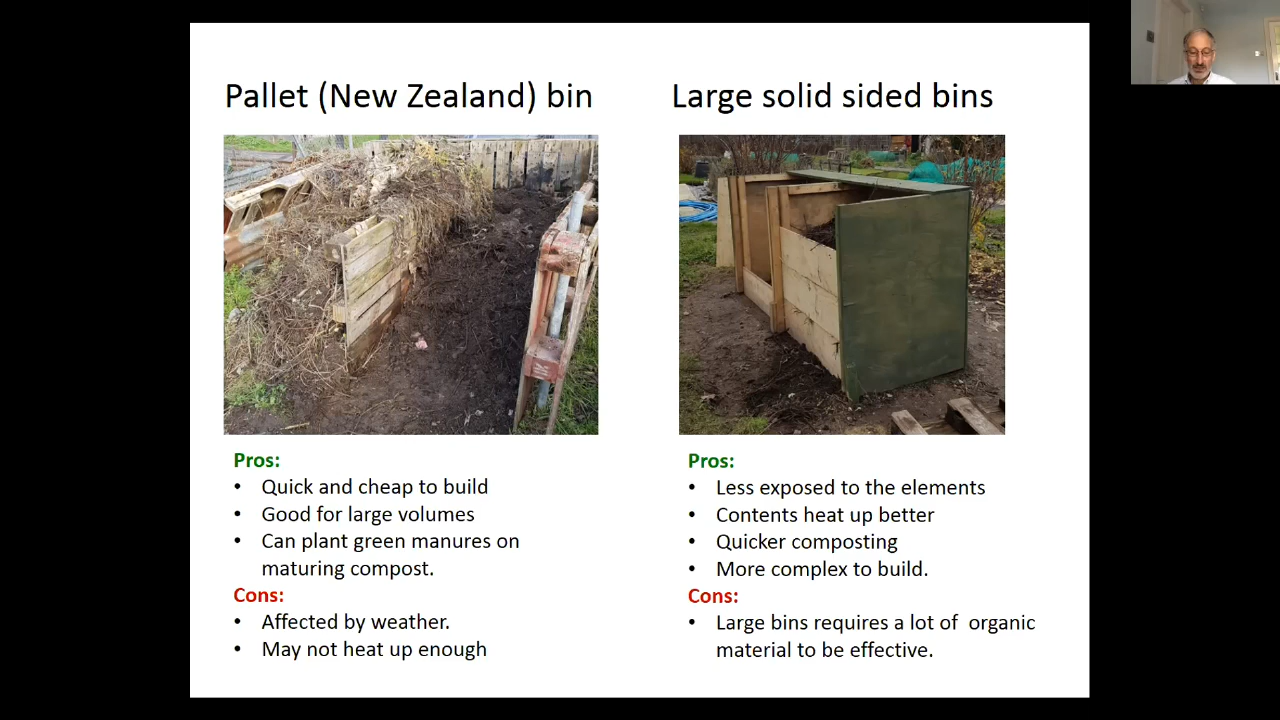 Pallet (New Zealand) bin
Large solid sided bins
Pros:
• Quick and cheap to build
• Good for large volumes
• Can plant green manures on
maturing compost.
Cons:
• Affected by weather.
• May not heat up enough
Pros:
• Less exposed to the elements
• Contents heat up better
• Quicker composting
• More complex to build.
Cons:
• Large bins requires a lot of  organic
material to be effective.